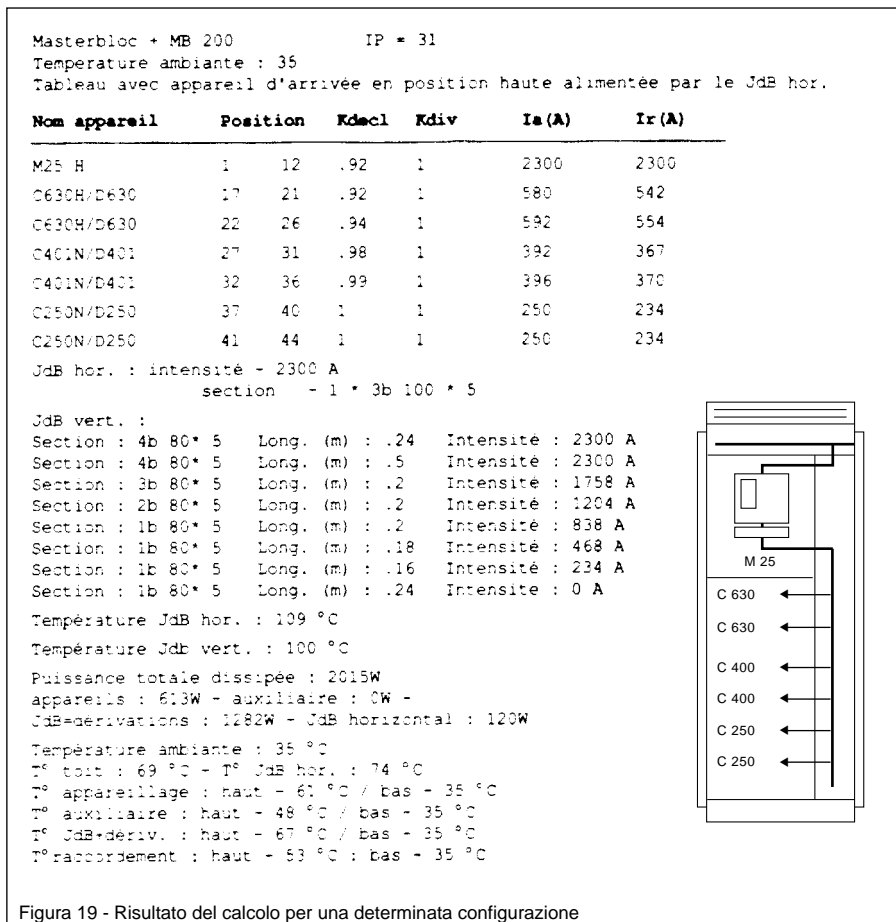 Masterbloc + MB 200 IP = 31
Temperature ambiante : 35
Tableau avec appareil d'arrivée en position haute alimentée par le JdB hor.
Nom appareil Position Kdecl Kdiv Ia(A) Ir(A)
M25 H 1 12 .92 1 2300 2300
C630H/D630 17 21 .92 1 580 542
C630H/D630 22 26 .94 1 592 554
C401N/D401 27 31 .98 1 392 367
C401N/D401 32 36 .99 1 396 370
C250N/D250 37 40 1 1 250 234
C250N/D250 41 44 1 1 250 234
JdB hor. : intensité - 2300 A
section - 1 * 3b 100 * 5
JdB vert. :
Section : 4b 80* 5 Long. (m) : .24 Intensité : 2300 A
Section : 4b 80* 5 Long. (m) : .5 Intensité : 2300 A
Section : 3b 80* 5 Long. (m) : .2 Intensité : 1758 A
Section : 2b 80* 5 Long. (m) : .2 Intensité : 1204 A
Section : 1b 80* 5 Long. (m) : .2 Intensité : 838 A
Section : 1b 80* 5 Long. (m) : .18 Intensité : 468 A
Section : 1b 80* 5 Long. (m) : .16 Intensité : 234 A
Section : 1b 80* 5 Long. (m) : .24 Intensite : 0 A
Température JdB hor. : 109 °C
Température Jdb vert. : 100 °C
Puissance totale dissipée : 2015W
appareils : 613W - auxiliaire : 0W -
JdB=dérivations : 1282W - JdB horizontal : 120W
Température ambiante : 35 °C
T° toit : 69 °C - T° JdB hor. : 74 °C
T° appareillage : haut - 61 °C / bas - 35 °C
T° auxiliaire : haut - 48 °C / bas - 35 °C
T° JdB+dériv. : haut - 67 °C / bas - 35 °C
T°raccordement : haut - 53 °C : bas - 35 °C
M 25
C 630
C 630
C 400
C 400
C 250
C 250
Figura 19 - Risultato del calcolo per una determinata configurazione